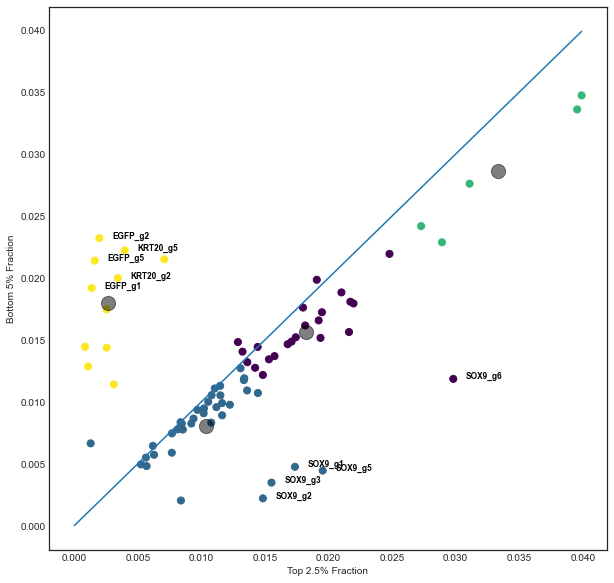 0.040
0.035
0.030
0.025
0.020
0.015
0.010
0.005
0.000
Bottom 5% Fraction
EGFP_g2
KRT20_g5
EGFP_g5
KRT20_g2
EGFP_g1
SOX9_g6
SOX9_g1
SOX9_g5
SOX9_g3
SOX9_g2
0.000 0.005 0.010 0.015 0.020 0.025 0.030 0.035 0.040
Top 2.5% Fraction